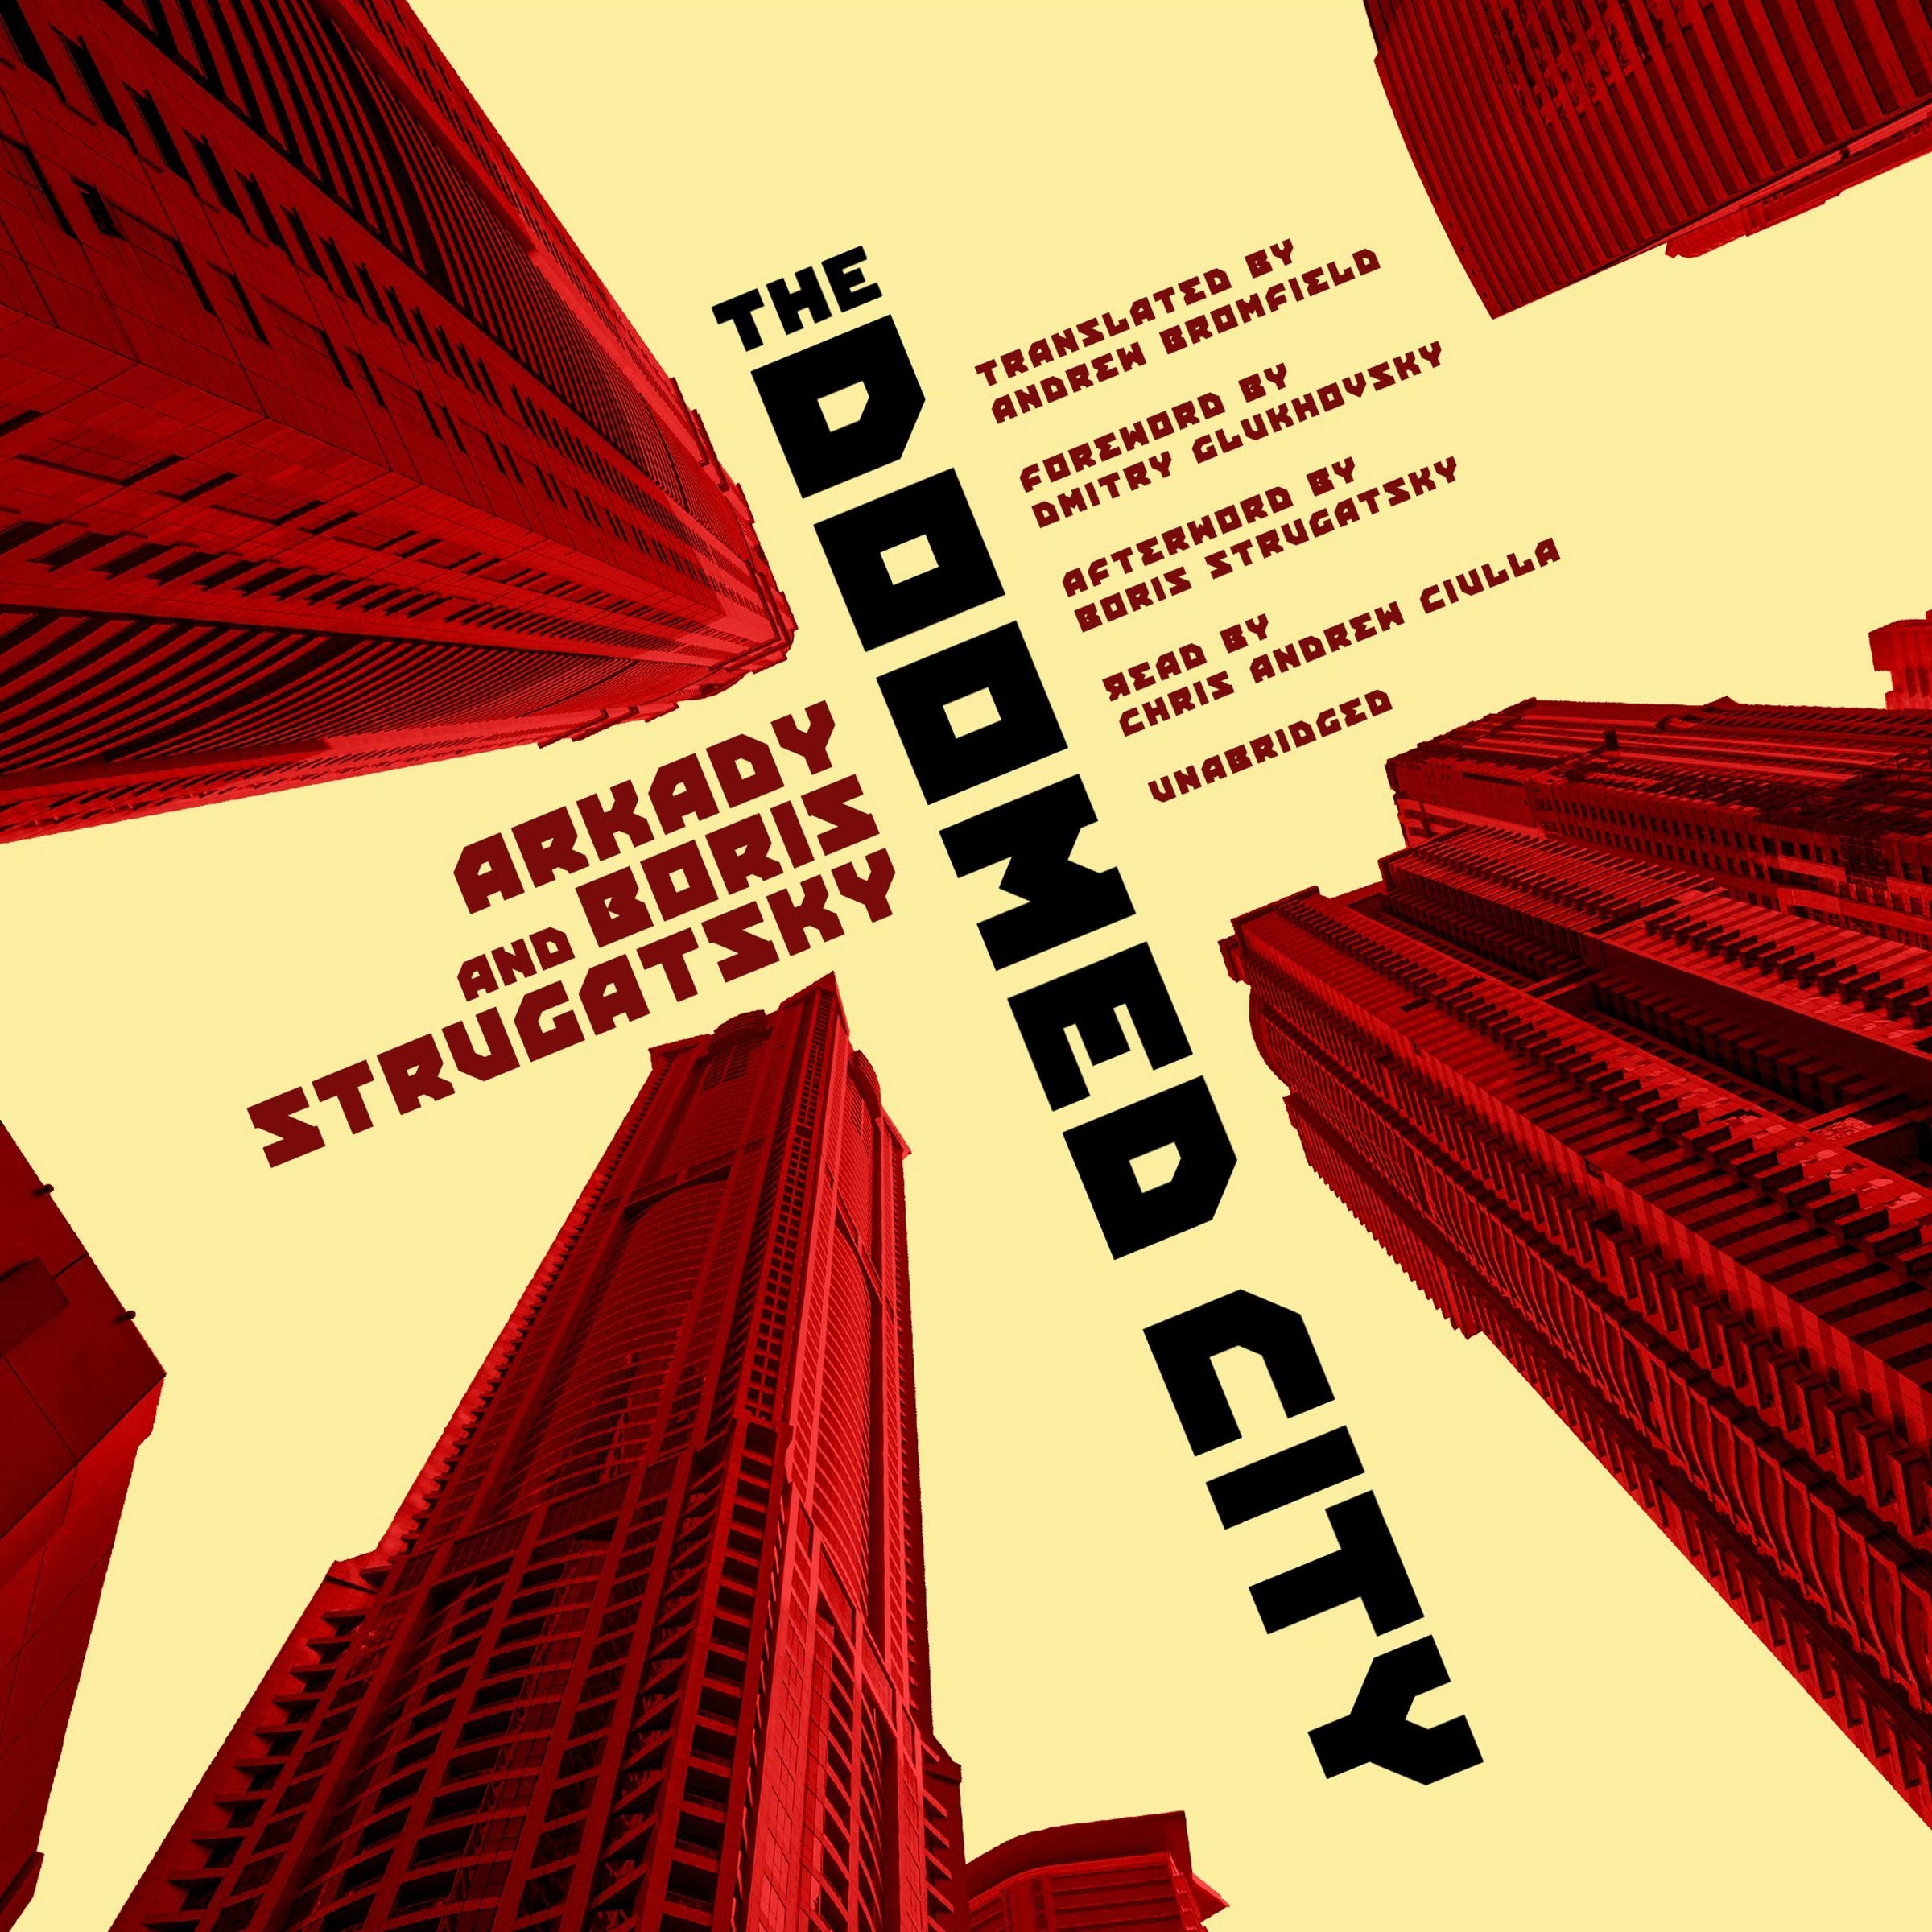 THE
DOOMED CITY
TRANSLATED BY
ANDREW BROMFIELD
FOREWORD BY
DMITRY GLUKHOVSKY
AFTERWORD BY
BORIS STRUGATSKY
ЯEAD BY
CHRIS ANDREW CIULLA
UNABRIDGED
ARKADY
AND BORIS
STRUGATSKY